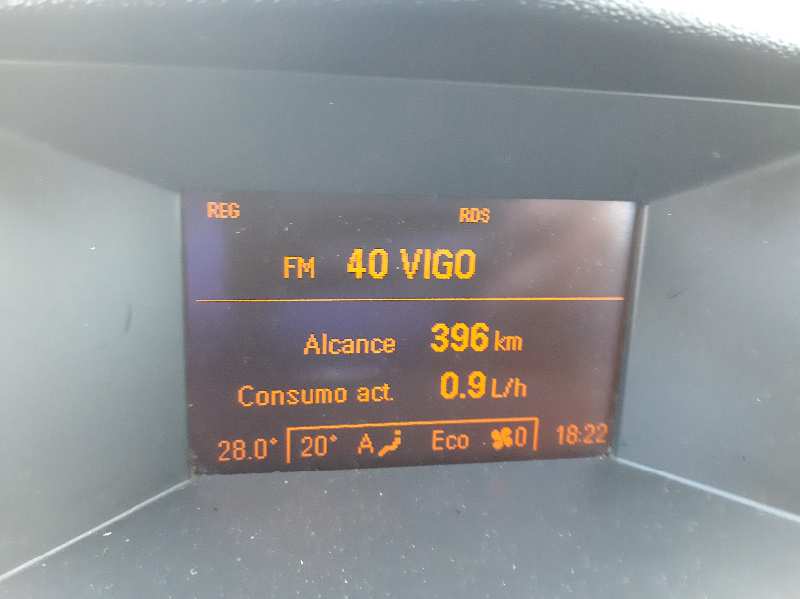 REG RDS
FM 40 VIGO
Alcance 396 km
Consumo act. 0.9 L/h
28.0° 20° A Eco 0 18:22